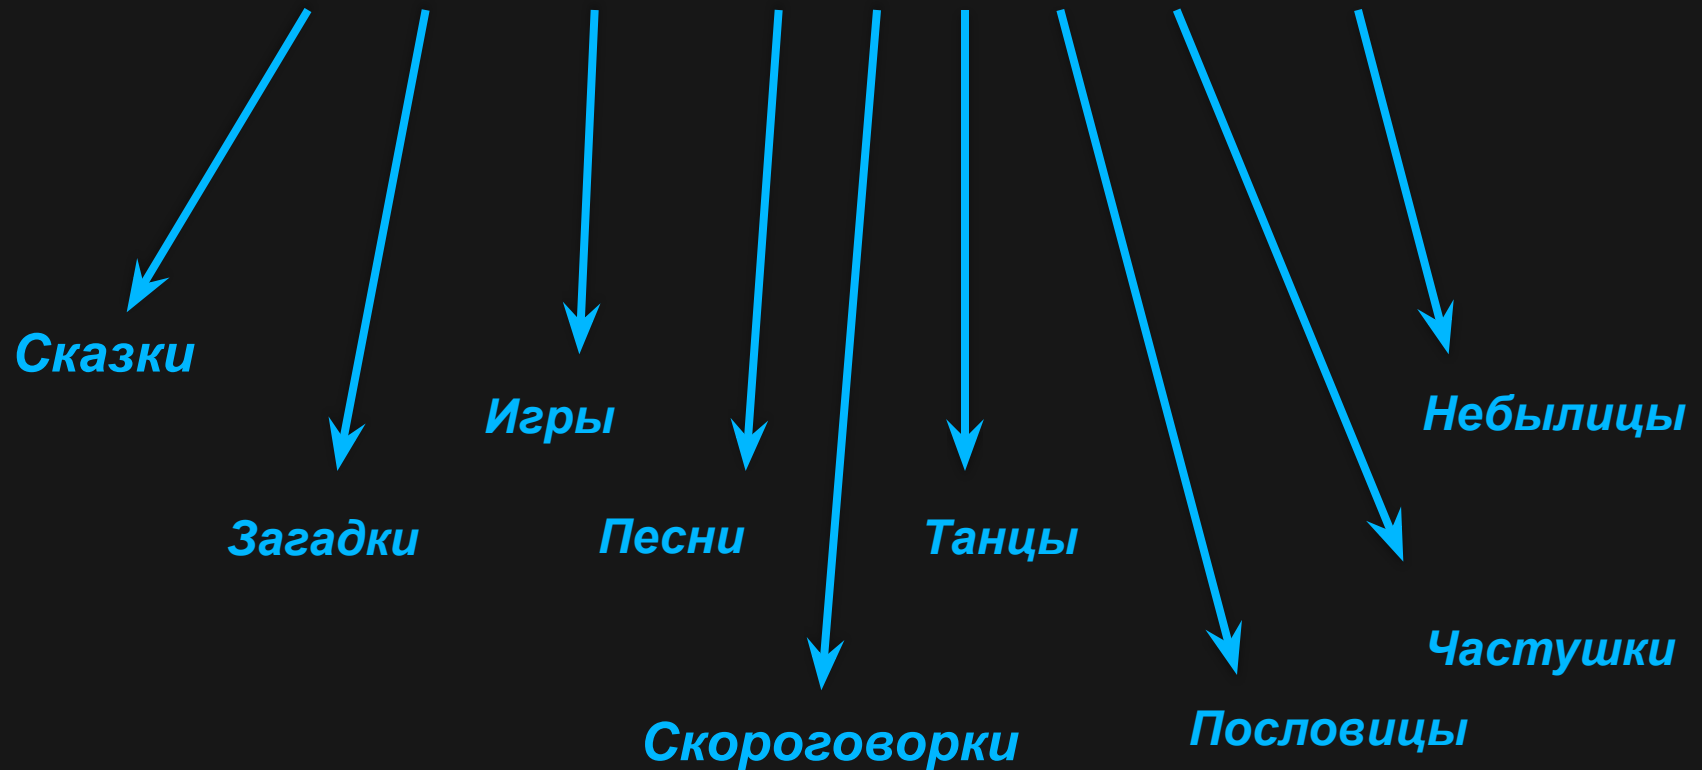 Сказки
Игры
Небылицы
Загадки
Песни
Танцы
Частушки
Скороговорки
Пословицы